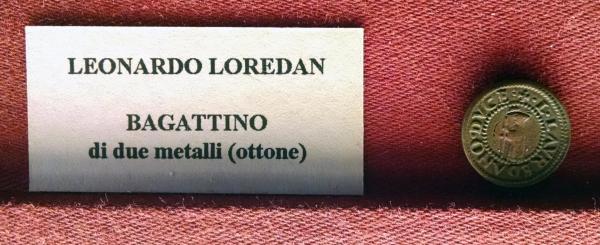 LEONARDO LOREDAN
BAGATTINO
di due metalli (ottone)